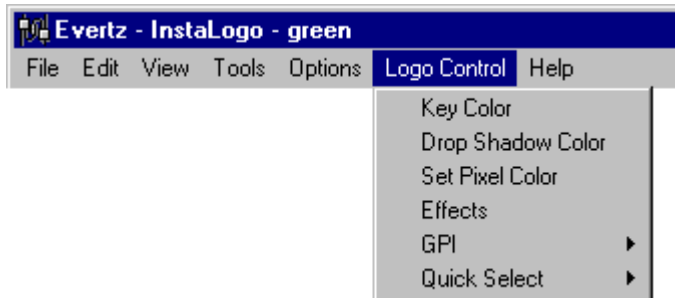 Evertz - InstaLogo - green
File Edit View Tools Options Logo Control Help
Key Color
Drop Shadow Color
Set Pixel Color
Effects
GPI
Quick Select